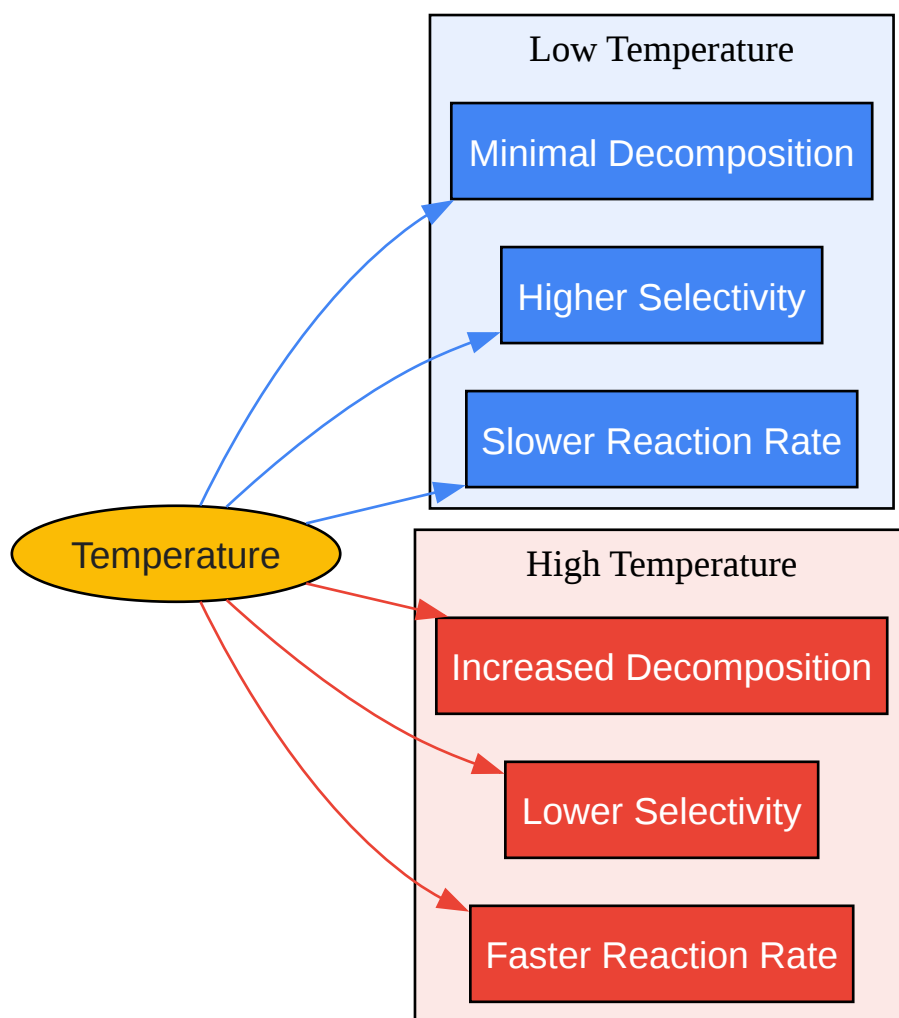 Low Temperature
Minimal Decomposition
Higher Selectivity
Slower Reaction Rate
Temperature
High Temperature
Increased Decomposition
Lower Selectivity
Faster Reaction Rate